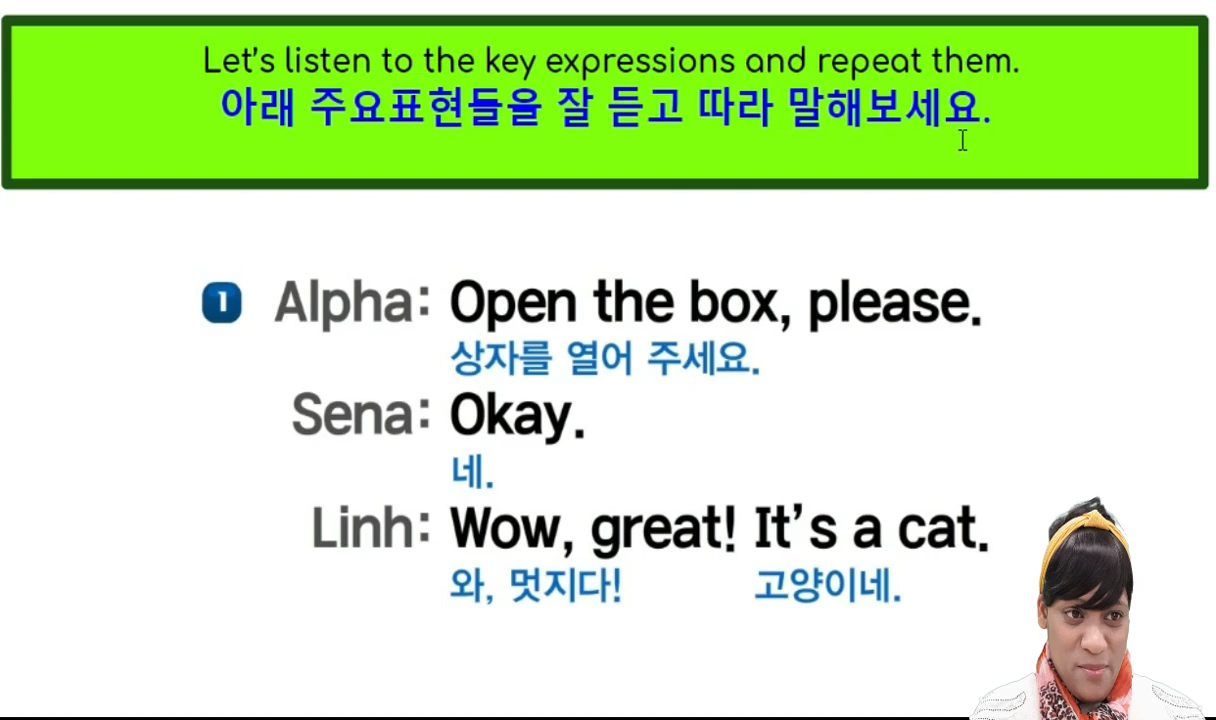 Let's listen to the key expressions and repeat them.
아래 주요표현들을 잘 듣고 따라 말해보세요.
1 Alpha: Open the box, please.
상자를 열어 주세요.
Sena: Okay.
네.
Linh: Wow, great! It's a cat.
와, 멋지다! 고양이네.